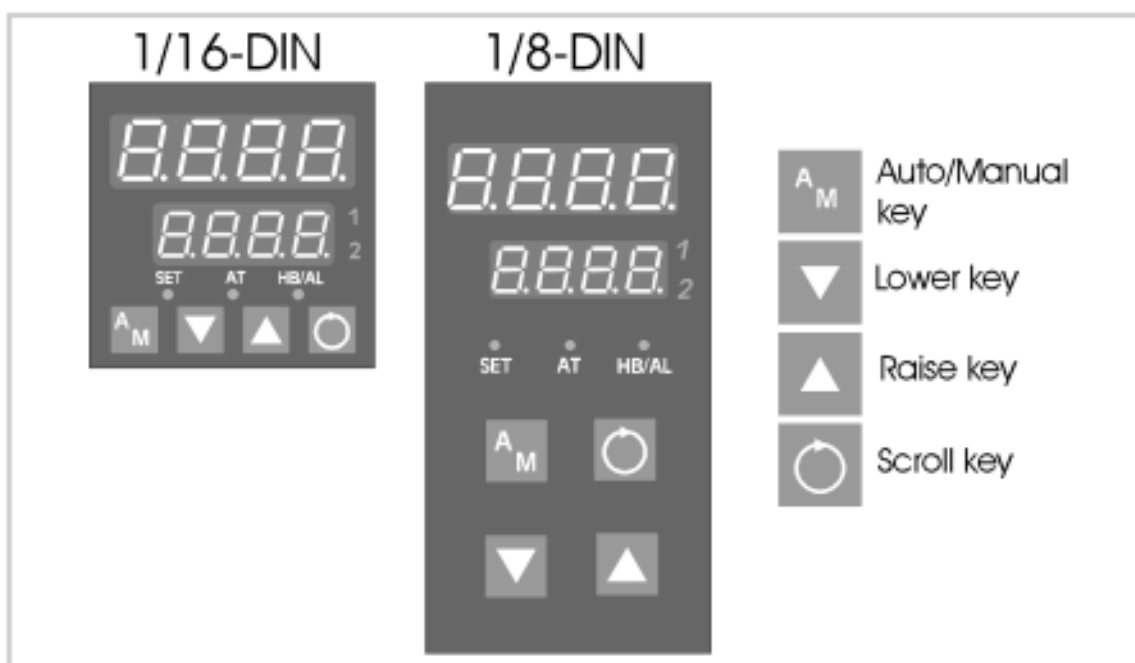 1/16-DIN
8.8.8.8.
8.8.8.8.
1
2
SET AT HB/AL
A
M
1/8-DIN
8.8.8.8.
8.8.8.8.
1
2
SET AT HB/AL
A
M
A
M
Auto/Manual
key
Lower key
Raise key
Scroll key